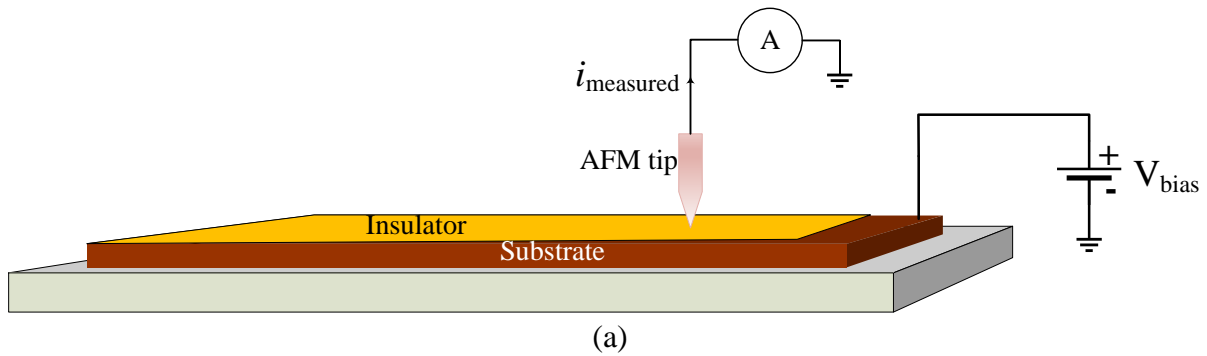 A
i measured
AFM tip
+
V bias
-
Insulator
Substrate
(a)